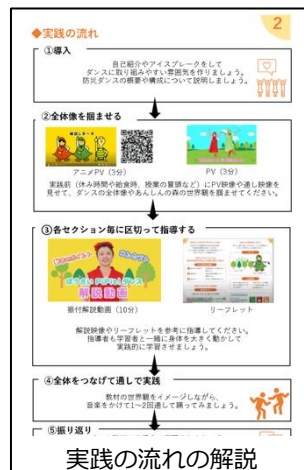 2
◆実践の流れ
①導入
自己紹介やアイスブレークをして
ダンスに取り組みやすい雰囲気を作りましょう。
防災ダンスの概要や構成について説明しましょう。
②全体像を掴ませる
アニメPV（3分）
PV（3分）
実践前（休み時間や給食時、授業の冒頭など）にPV映像や通し映像を
見せて、ダンスの全体像やあんしんの森の世界観を掴ませてください。
③各セクション毎に区切って指導する
解説動画
振付解説動画（10分）
リーフレット
解説映像やリーフレットを参考に指導してください。
指導者も学習者と一緒に身体を大きく動かして
実践的に学習させましょう。
④全体をつなげて通しで実践
教材の世界観をイメージしながら、
音楽をかけて1～2回通して踊ってみましょう。
⑤振り返り
実践の流れの解説